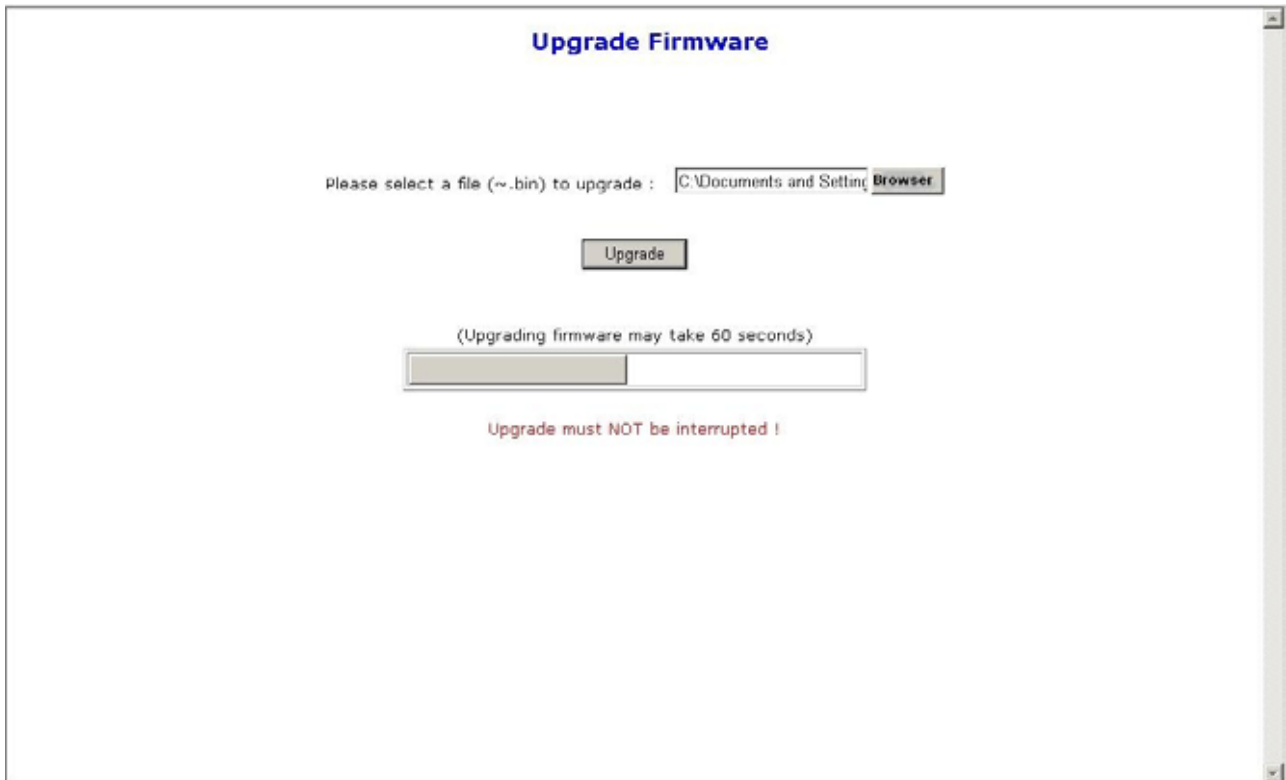 Upgrade Firmware
Please select a file (~.bin) to upgrade : C:\Documents and Setting Browser
Upgrade
(Upgrading firmware may take 60 seconds)
Upgrade must NOT be interrupted !